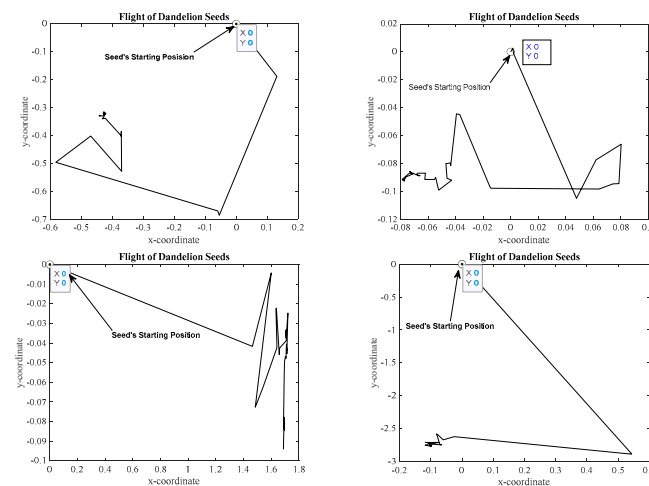 Flight of Dandelion Seeds
0
-0.1
-0.2
-0.3
-0.4
-0.5
-0.6
-0.7
-0.6 -0.5 -0.4 -0.3 -0.2 -0.1 0 0.1 0.2
x-coordinate
y-coordinate
X 0
Y 0
Seed's Starting Posision
Flight of Dandelion Seeds
0.02
0
-0.02
-0.04
-0.06
-0.08
-0.1
-0.12
-0.08 -0.06 -0.04 -0.02 0 0.02 0.04 0.06 0.08 0.1
x-coordinate
y-coordinate
X 0
Y 0
Seed's Starting Position
Flight of Dandelion Seeds
0
-0.01
-0.02
-0.03
-0.04
-0.05
-0.06
-0.07
-0.08
-0.09
-0.1
0 0.2 0.4 0.6 0.8 1 1.2 1.4 1.6 1.8
x-coordinate
y-coordinate
X 0
Y 0
Seed's Starting Position
Flight of Dandelion Seeds
0
-0.5
-1
-1.5
-2
-2.5
-3
-0.2 -0.1 0 0.1 0.2 0.3 0.4 0.5
x-coordinate
y-coordinate
X 0
Y 0
Seed's Starting Position